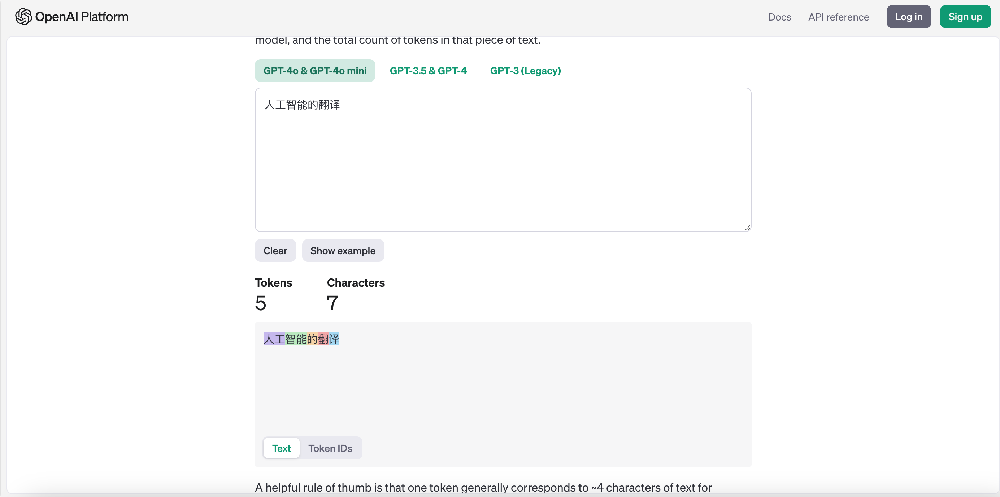 OpenAI Platform
Docs API reference Log in Sign up
model, and the total count of tokens in that piece of text.
GPT-4o & GPT-4o mini GPT-3.5 & GPT-4 GPT-3 (Legacy)
人工智能的翻译
Clear Show example
Tokens Characters
5 7
人工智能的翻译
Text Token IDs
A helpful rule of thumb is that one token generally corresponds to ~4 characters of text for